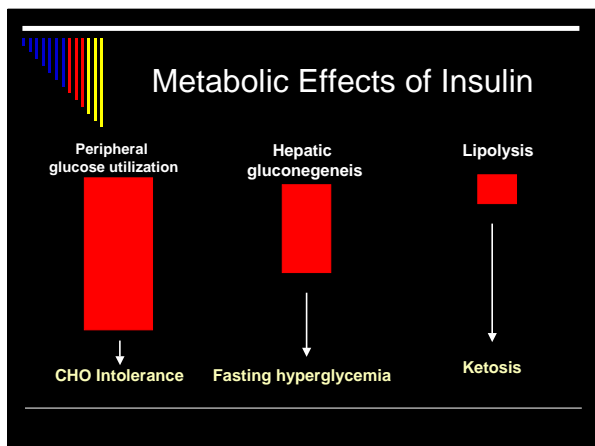 Metabolic Effects of Insulin
Peripheral
glucose utilization
Hepatic
gluconegeneis
Lipolysis
CHO Intolerance
Fasting hyperglycemia
Ketosis